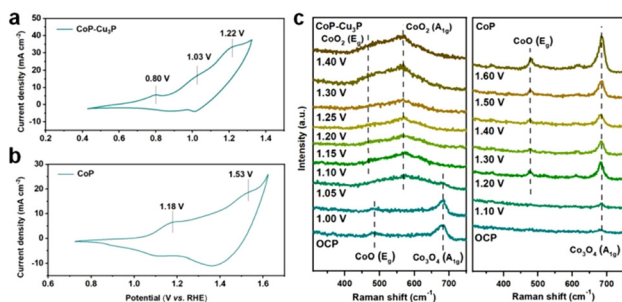 a
CoP-Cu₃P
0.80 V
1.03 V
1.22 V
Current density (mA cm⁻²)
40
30
20
10
0
-10
0.4
0.6
0.8
1.0
1.2
1.4
b
CoP
1.18 V
1.53 V
Current density (mA cm⁻²)
30
20
10
0
-10
0.8
1.0
1.2
1.4
1.6
Potential (V vs. RHE)
c
CoP-Cu₃P
CoO₂ (E_g)
CoO₂ (A₁g)
1.40 V
1.30 V
1.25 V
1.20 V
1.15 V
1.10 V
1.05 V
1.00 V
OCP
CoO (E_g)
Co₃O₄ (A₁g)
300
400
500
600
700
Raman shift (cm⁻¹)
Intensity (a.u.)
CoP
CoO (E_g)
1.60 V
1.50 V
1.40 V
1.30 V
1.20 V
1.10 V
OCP
Co₃O₄ (A₁g)
300
400
500
600
700
Raman shift (cm⁻¹)